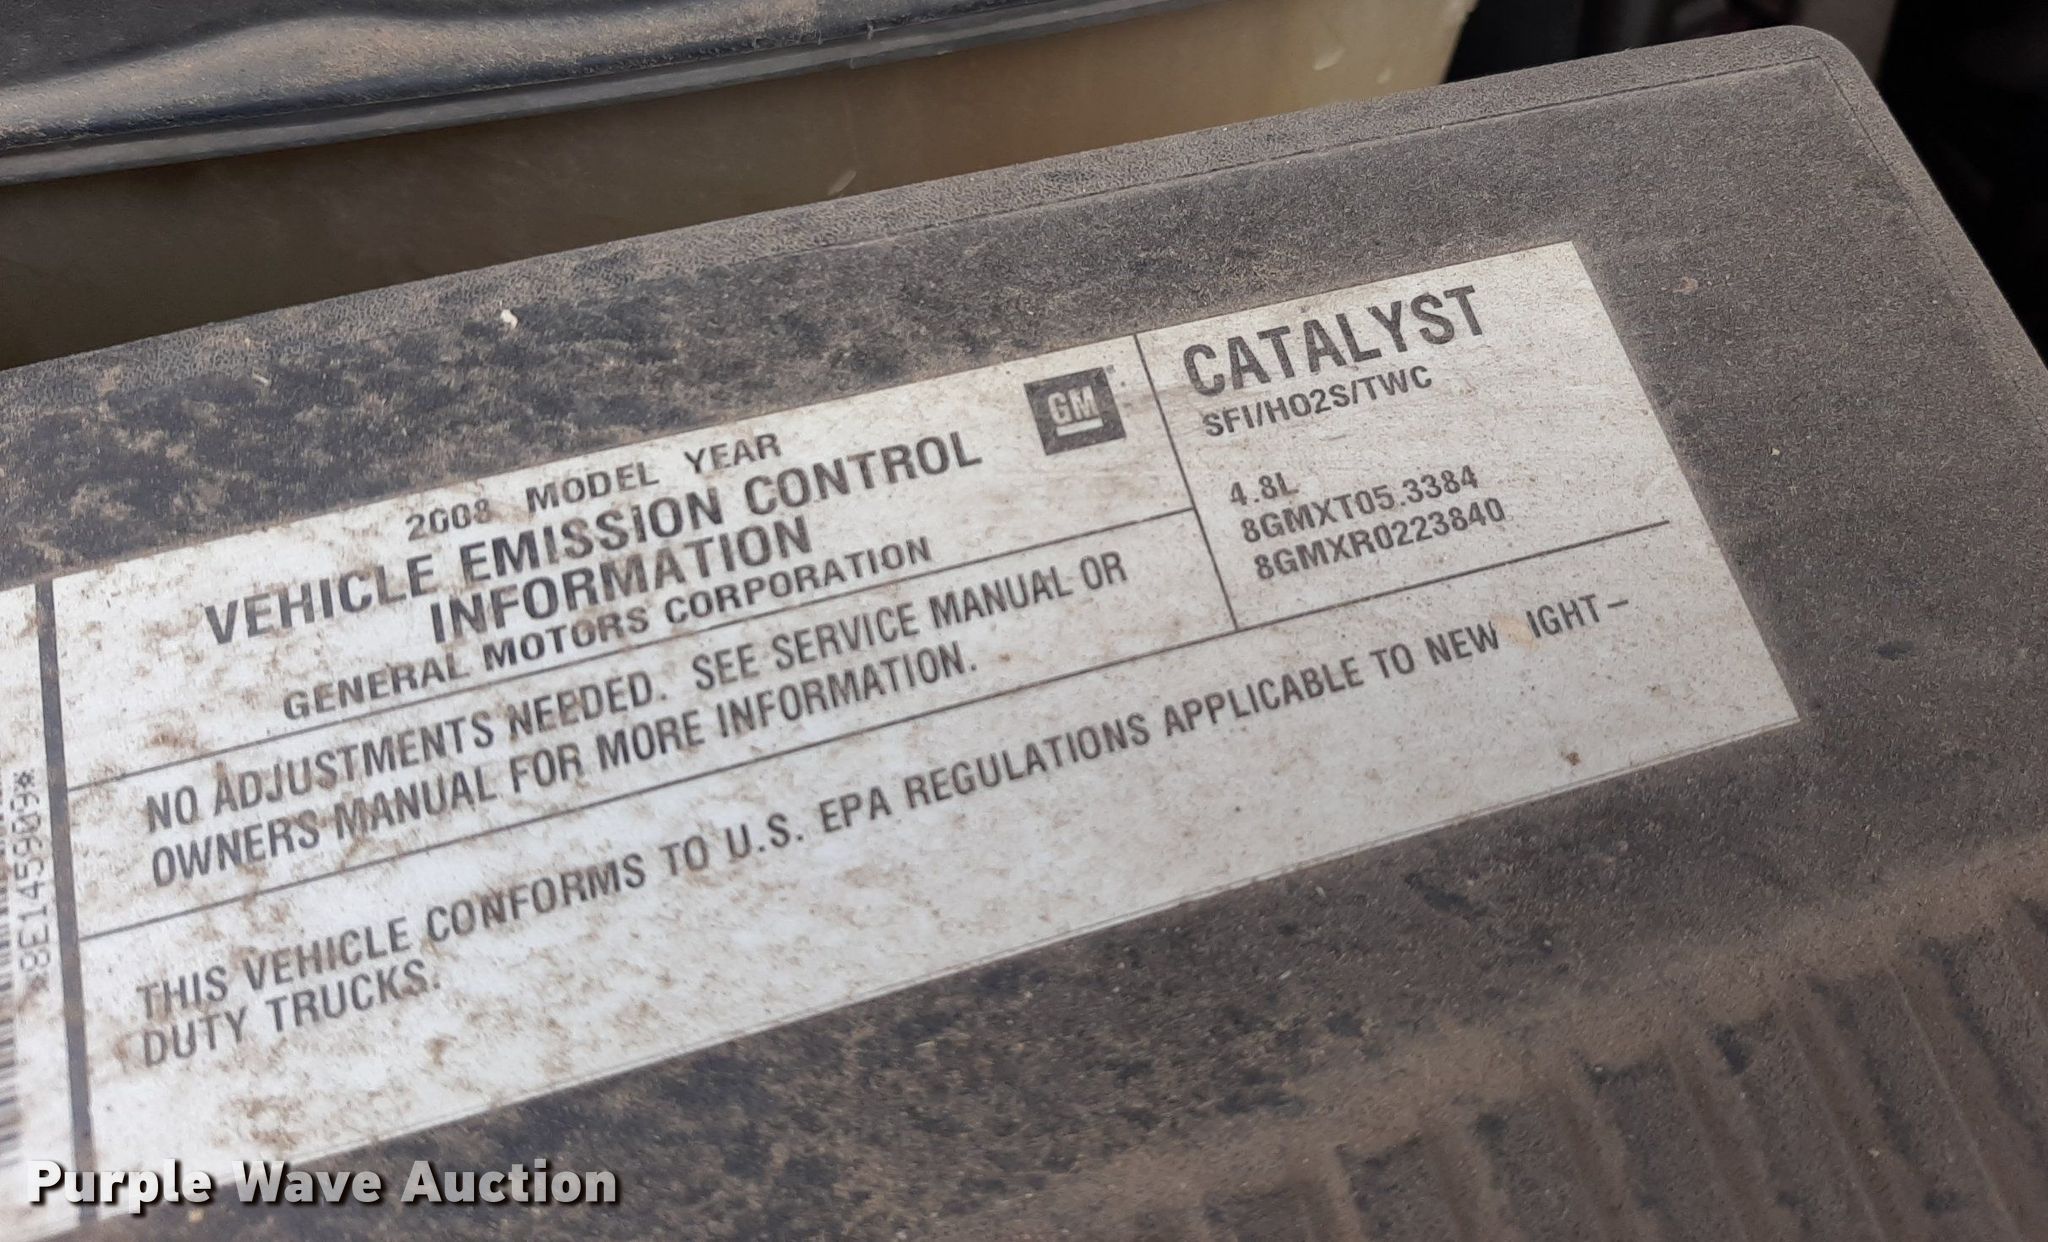 2008 MODEL YEAR
VEHICLE EMISSION CONTROL
INFORMATION
GENERAL MOTORS CORPORATION
GM
NO ADJUSTMENTS NEEDED. SEE SERVICE MANUAL OR
OWNERS MANUAL FOR MORE INFORMATION.
CATALYST
SFI/HO2S/TWC
4.8L
8GMXT05.3384
8GMXR0223840
THIS VEHICLE CONFORMS TO U.S. EPA REGULATIONS APPLICABLE TO NEW IGHT-
DUTY TRUCKS.
*8E145909*
Purple Wave Auction